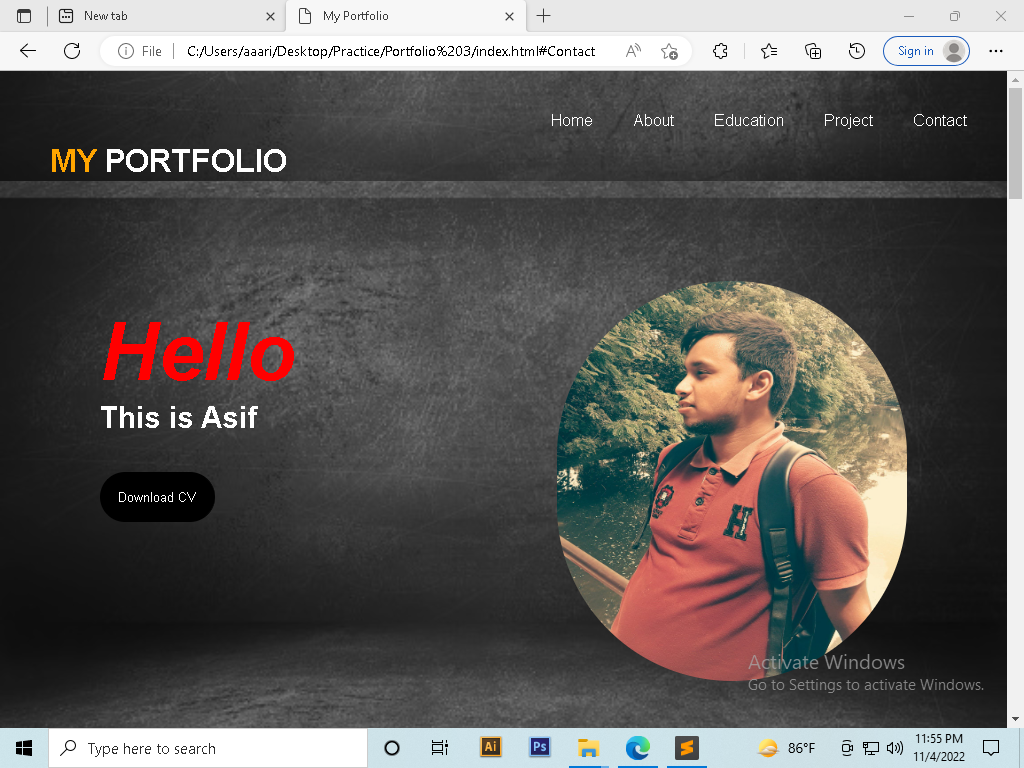 New tab
My Portfolio
File
C:/Users/aaari/Desktop/Practice/Portfolio%203/index.html#Contact
Sign in
Home About Education Project Contact
MY PORTFOLIO
Hello
This is Asif
Download CV
H
Activate Windows
Go to Settings to activate Windows.
Type here to search
Ai
Ps
86°F
11:55 PM
11/4/2022